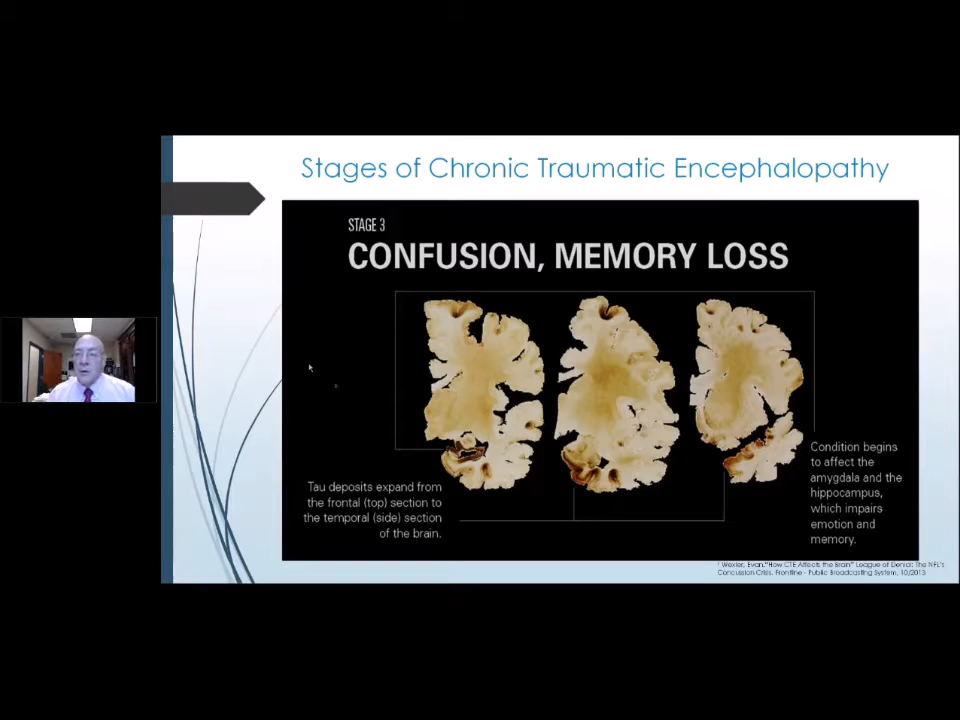 Stages of Chronic Traumatic Encephalopathy
STAGE 3
CONFUSION, MEMORY LOSS
Tau deposits expand from
the frontal (top) section to
the temporal (side) section
of the brain.
Condition begins
to affect the
amygdala and the
hippocampus,
which impairs
emotion and
memory.
Wexler, Evan."How CTE Affects the Brain" League of Denial: The NFL's
Concussion Crisis. Frontline - Public Broadcasting System, 10/2013